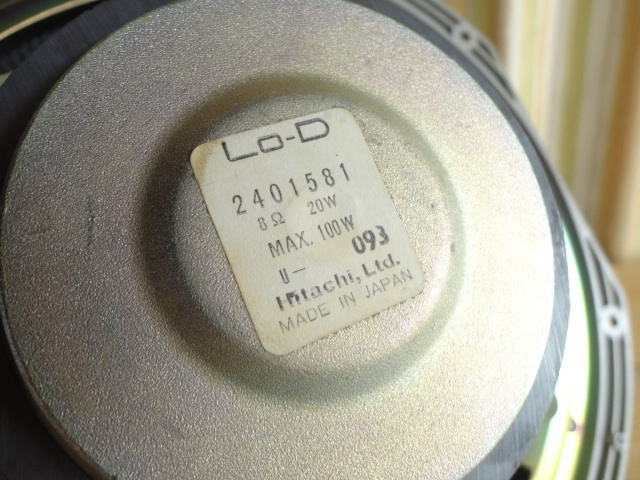 Lo-D
2401581
8Ω 20W
MAX. 100W
U- 093
Hitachi, Ltd.
MADE IN JAPAN